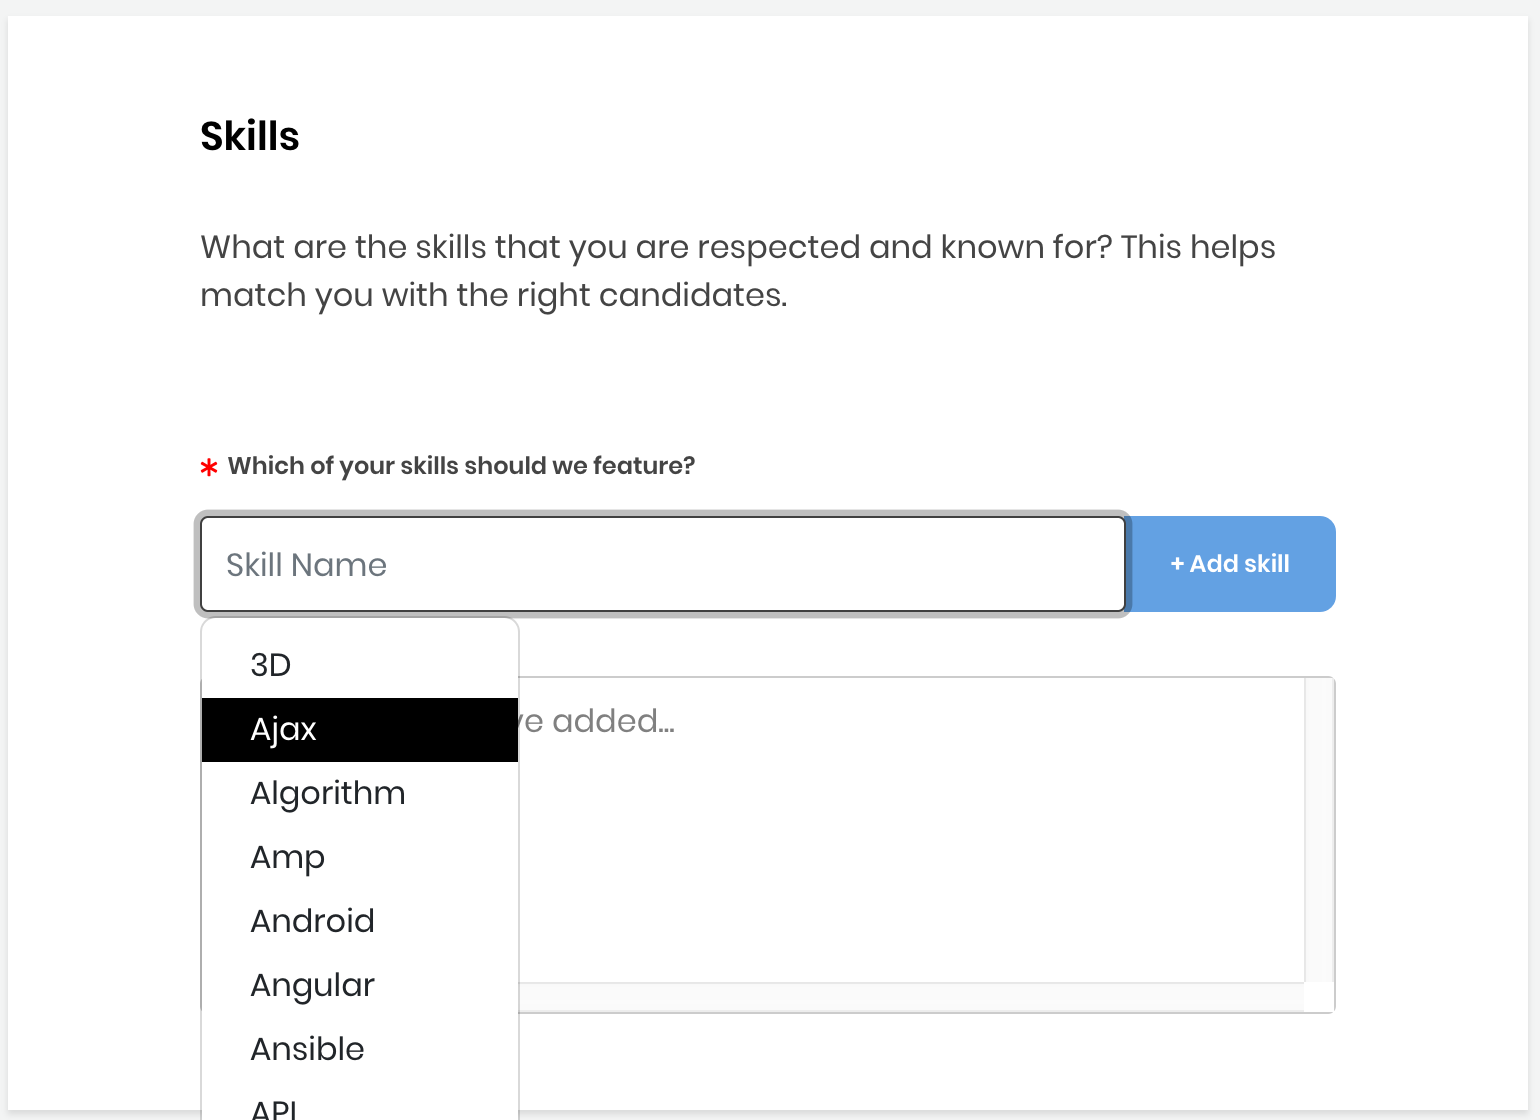 Skills
What are the skills that you are respected and known for? This helps
match you with the right candidates.
* Which of your skills should we feature?
Skill Name
+ Add skill
3D
Ajax
added...
Algorithm
Amp
Android
Angular
Ansible
API